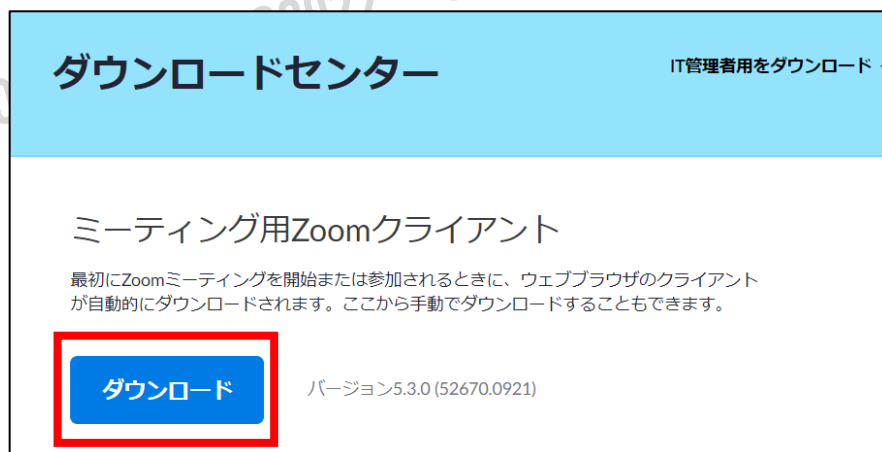 ダウンロードセンター
IT管理者用をダウンロード
ミーティング用Zoomクライアント
最初にZoomミーティングを開始または参加されるときに、ウェブブラウザのクライアント
が自動的にダウンロードされます。ここから手動でダウンロードすることもできます。
ダウンロード
バージョン5.3.0 (52670.0921)